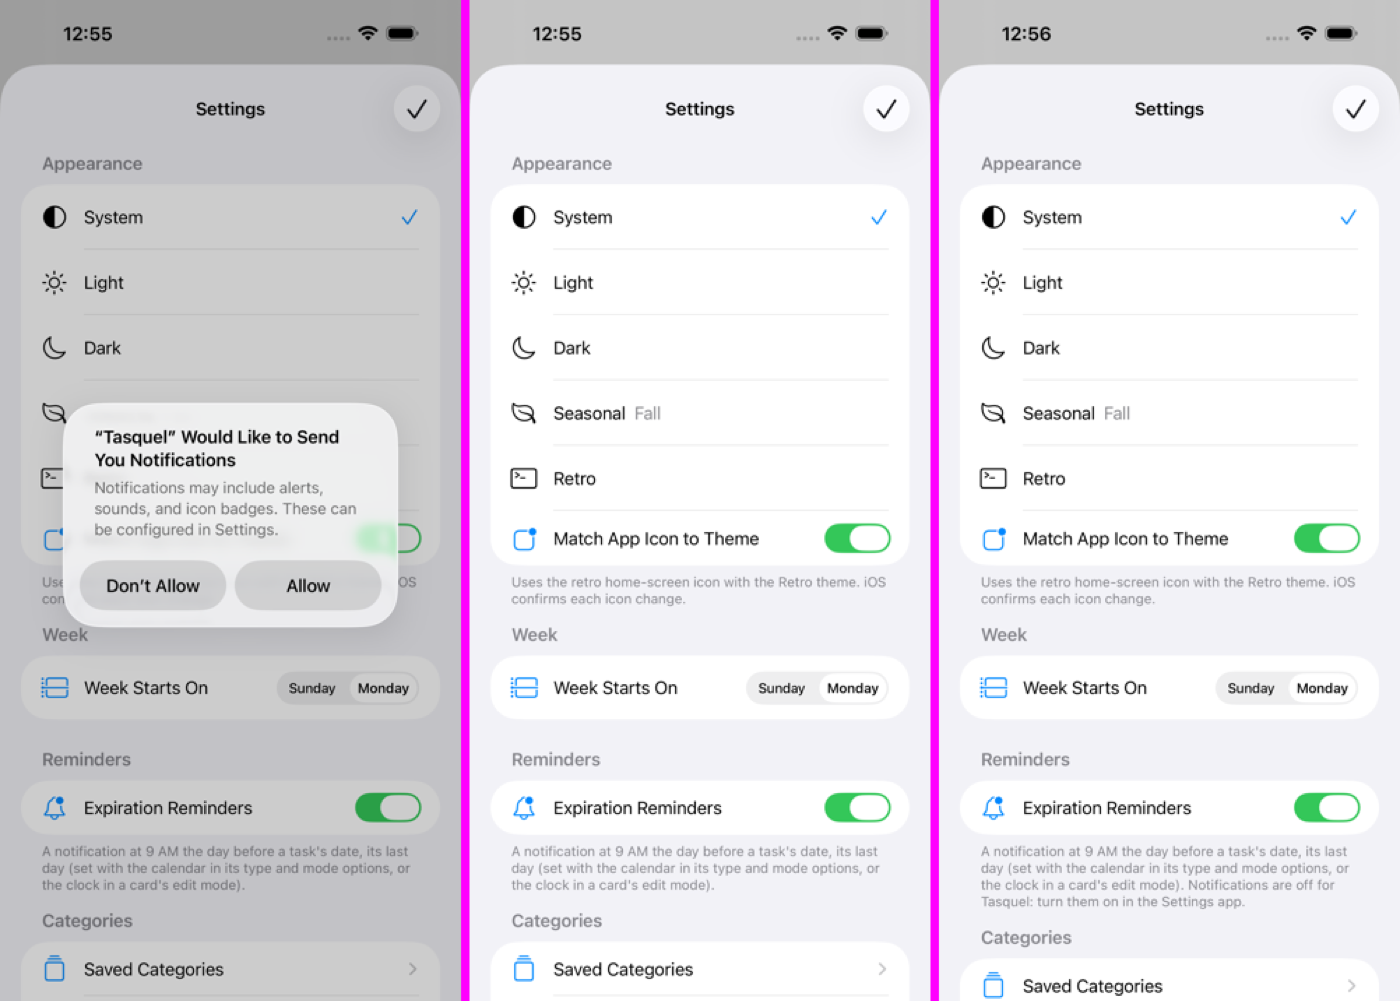 12:55
Settings
Appearance
System
Light
Dark
“Tasquel” Would Like to Send
You Notifications
Notifications may include alerts,
sounds, and icon badges. These can
be configured in Settings.
Don’t Allow
Allow
Week
Week Starts On
Sunday
Monday
Reminders
Expiration Reminders
A notification at 9 AM the day before a task's date, its last
day (set with the calendar in its type and mode options, or
the clock in a card's edit mode).
Categories
Saved Categories
12:55
Settings
Appearance
System
Light
Dark
Seasonal Fall
Retro
Match App Icon to Theme
Uses the retro home-screen icon with the Retro theme. iOS
confirms each icon change.
Week
Week Starts On
Sunday
Monday
Reminders
Expiration Reminders
A notification at 9 AM the day before a task's date, its last
day (set with the calendar in its type and mode options, or
the clock in a card's edit mode).
Categories
Saved Categories
12:56
Settings
Appearance
System
Light
Dark
Seasonal Fall
Retro
Match App Icon to Theme
Uses the retro home-screen icon with the Retro theme. iOS
confirms each icon change.
Week
Week Starts On
Sunday
Monday
Reminders
Expiration Reminders
A notification at 9 AM the day before a task's date, its last
day (set with the calendar in its type and mode options, or
the clock in a card's edit mode). Notifications are off for
Tasquel: turn them on in the Settings app.
Categories
Saved Categories